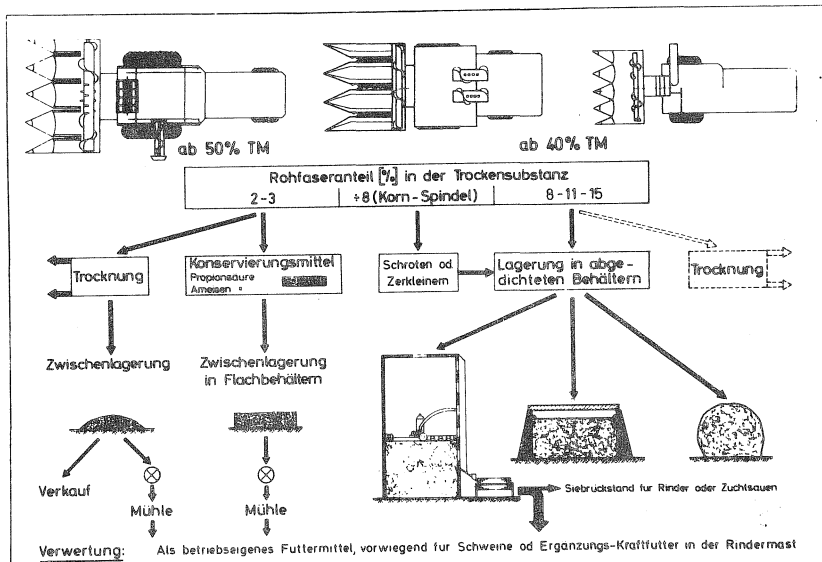 ab 50% TM
ab 40% TM
Rohfaseranteil [%] in der Trockensubstanz
2-3
÷8 (Korn-Spindel)
8-11-15
Trocknung
Konservierungsmittel
Propionsäure
Ameisen "
Schroten od
Zerkleinern
Lagerung in abge-
dichteten Behältern
Trocknung
Zwischenlagerung
Zwischenlagerung
in Flachbehältern
Verkauf
Mühle
Mühle
Siebrückstand für Rinder oder Zuchtsauen
Verwertung: Als betriebseigenes Futtermittel, vorwiegend für Schweine od Ergänzungs-Kraftfutter in der Rindermast